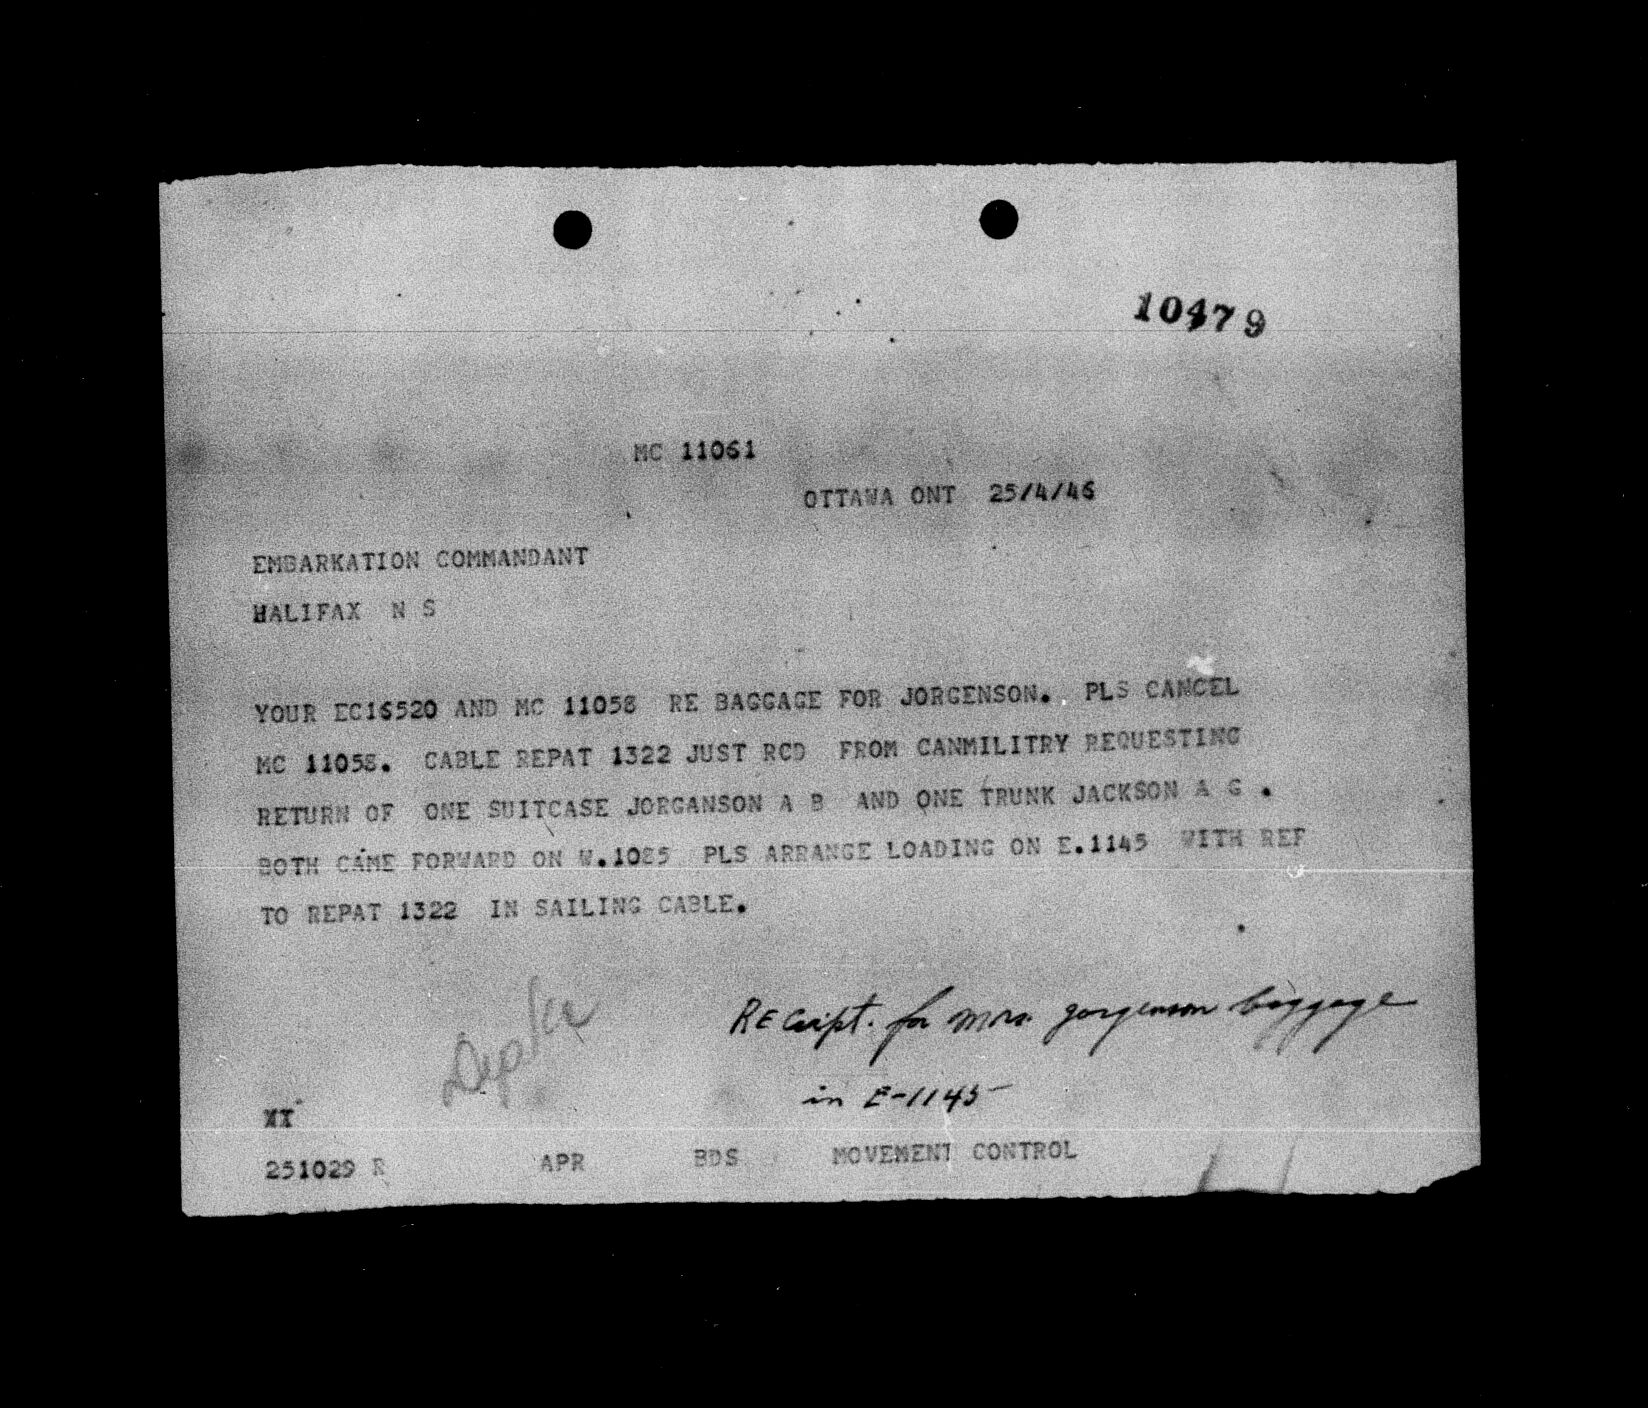 10479
MC 11061
OTTAWA ONT 25/4/46
EMBARKATION COMMANDANT
HALIFAX N S
YOUR EC16520 AND MC 11058 RE BAGGAGE FOR JORGENSON. PLS CANCEL
MC 11058. CABLE REPAT 1322 JUST RCD FROM CANMILITRY REQUESTING
RETURN OF ONE SUITCASE JORGANSON A B AND ONE TRUNK JACKSON A G .
BOTH CAME FORWARD ON W.1085 PLS ARRANGE LOADING ON E.1145 WITH REF
TO REPAT 1322 IN SAILING CABLE.
Receipt. for Mrs. Jorgenson baggage
in E-1145
251029 R APR BDS MOVEMENT CONTROL